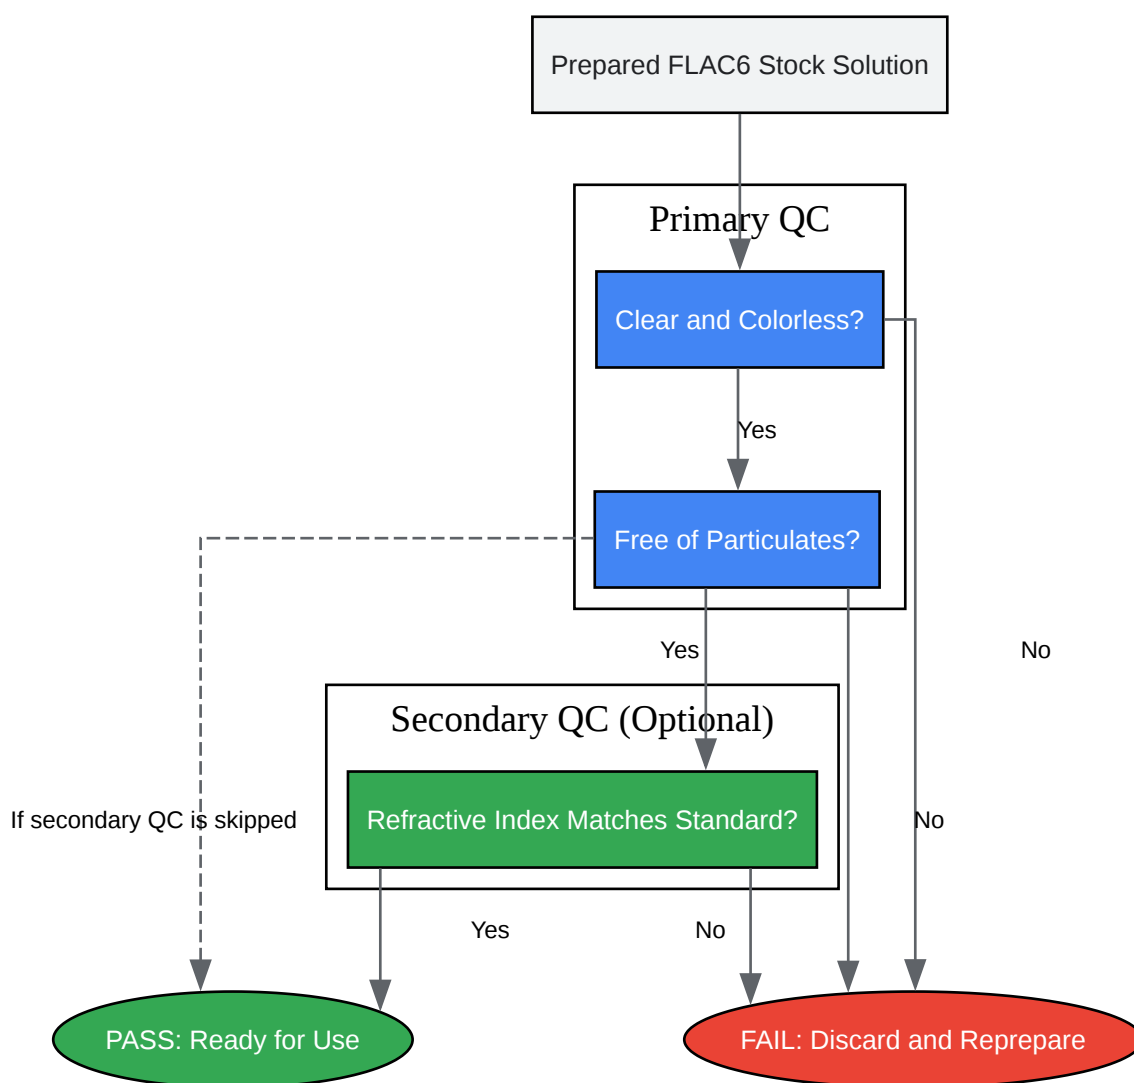 Prepared FLAC6 Stock Solution
Primary QC
Clear and Colorless?
Yes
Free of Particulates?
Yes
No
Secondary QC (Optional)
Refractive Index Matches Standard?
If secondary QC is skipped
No
Yes
No
PASS: Ready for Use
FAIL: Discard and Reprepare